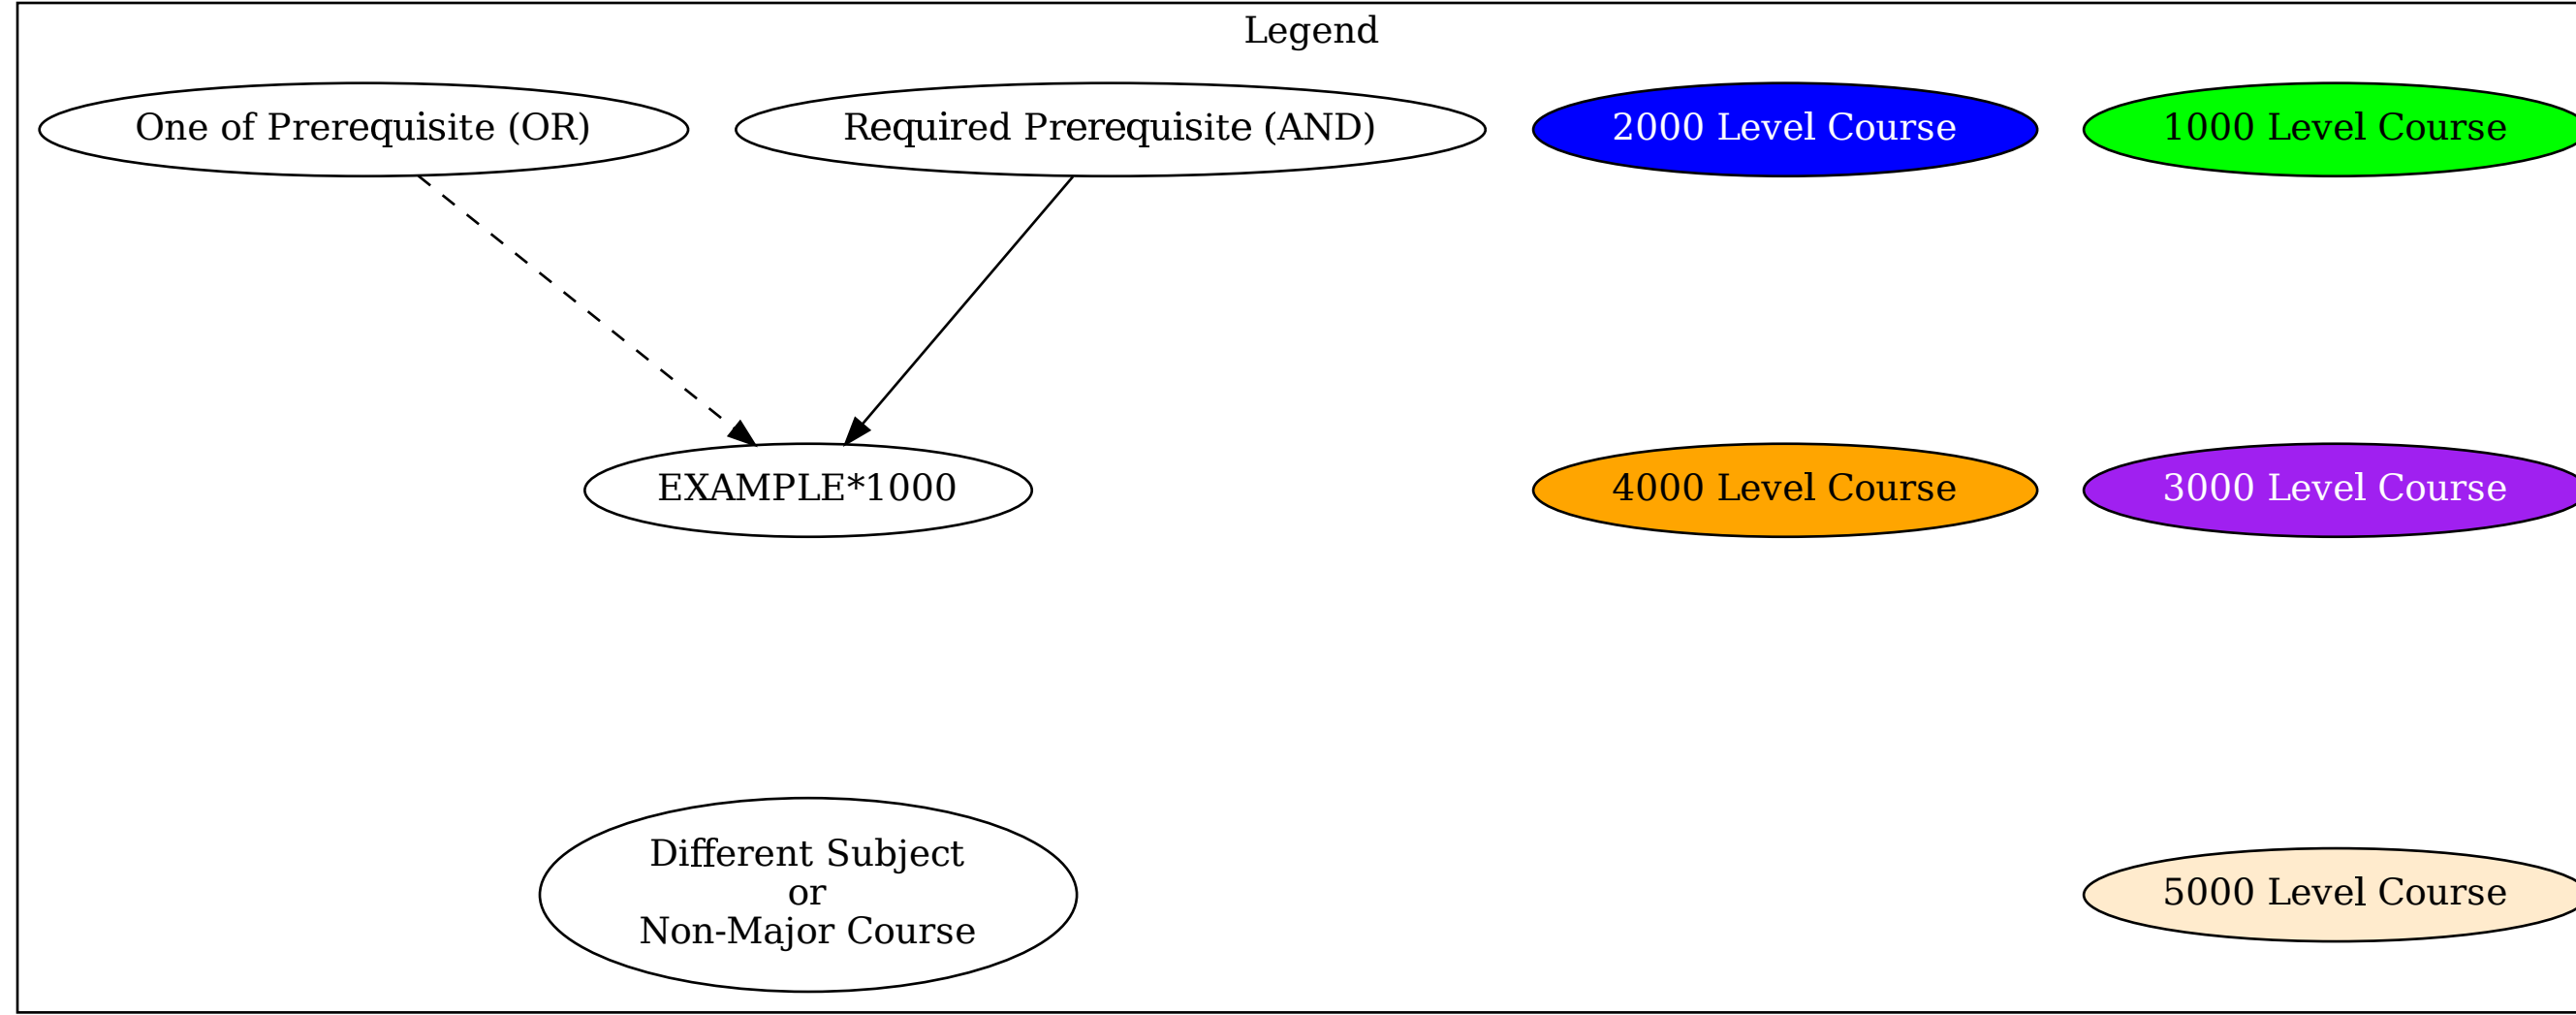 Legend
One of Prerequisite (OR)
Required Prerequisite (AND)
2000 Level Course
1000 Level Course
EXAMPLE*1000
4000 Level Course
3000 Level Course
Different Subject
or
Non-Major Course
5000 Level Course